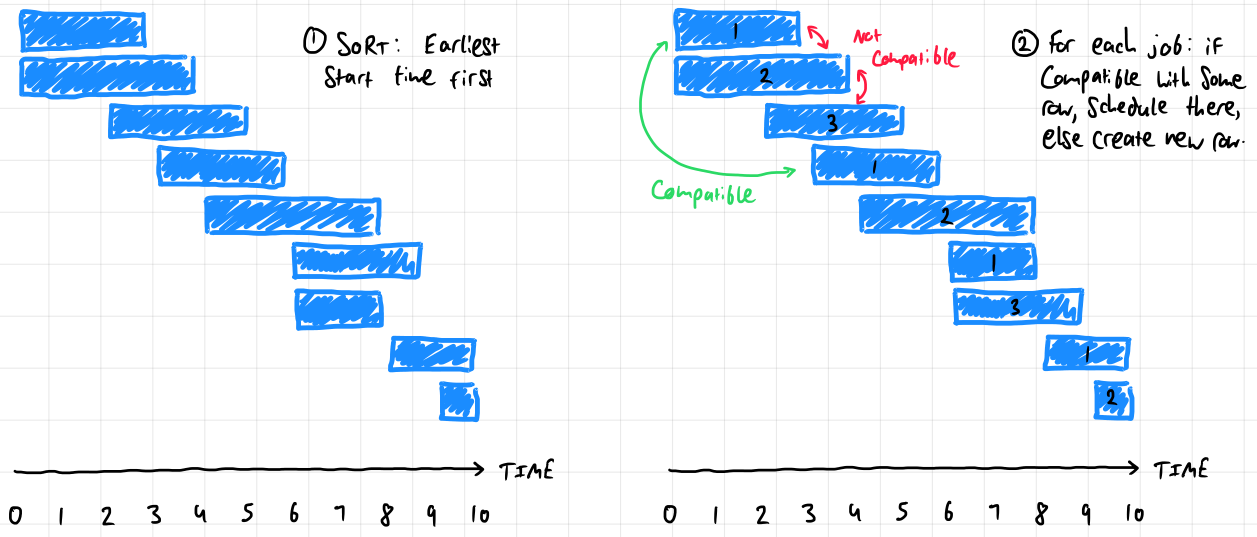 ① SORT: Earliest
Start time first
TIME
0 1 2 3 4 5 6 7 8 9 10
1
2
3
1
2
1
3
1
2
Not
Compatible
Compatible
② For each job: if
Compatible with Some
row, Schedule there,
else create new row.
TIME
0 1 2 3 4 5 6 7 8 9 10